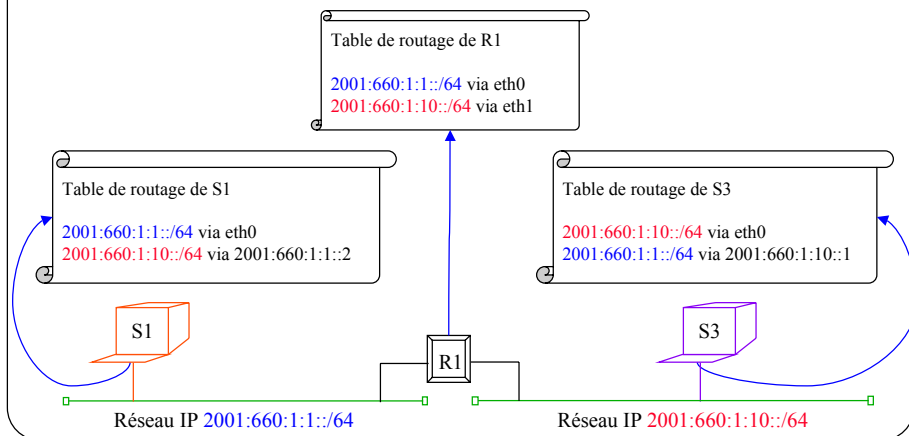 Table de routage de R1
2001:660:1:1::/64 via eth0
2001:660:1:10::/64 via eth1
Table de routage de S1
2001:660:1:1::/64 via eth0
2001:660:1:10::/64 via 2001:660:1:1::2
Table de routage de S3
2001:660:1:10::/64 via eth0
2001:660:1:1::/64 via 2001:660:1:10::1
S1
R1
S3
Réseau IP 2001:660:1:1::/64
Réseau IP 2001:660:1:10::/64